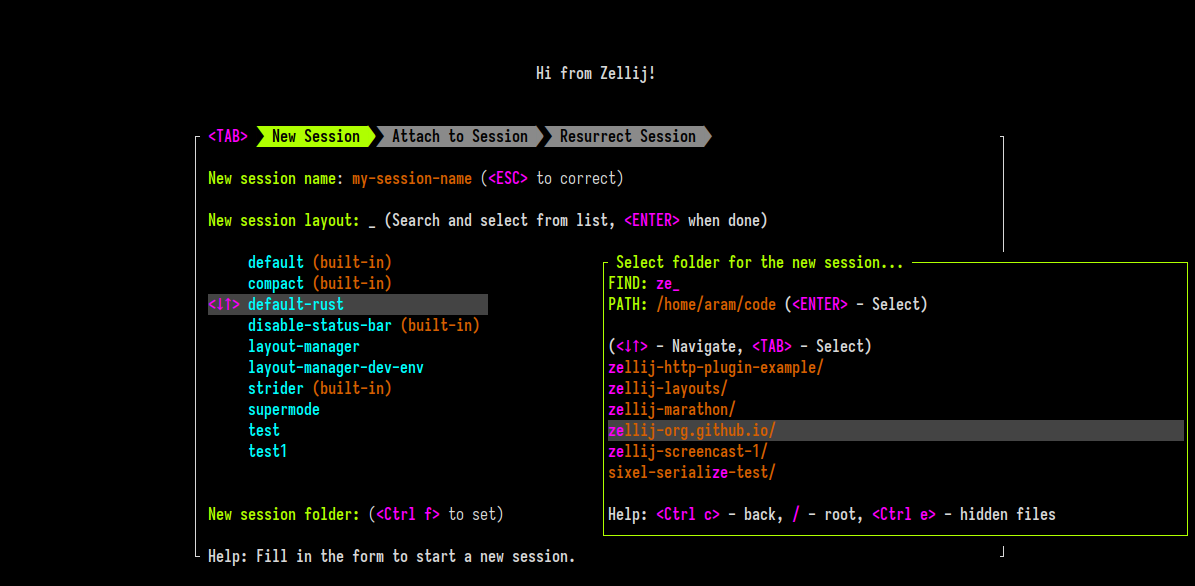 Hi from Zellij!
<TAB> New Session Attach to Session Resurrect Session
New session name: my-session-name (<ESC> to correct)
New session layout: _ (Search and select from list, <ENTER> when done)
default (built-in)
compact (built-in)
<↓↑> default-rust
disable-status-bar (built-in)
layout-manager
layout-manager-dev-env
strider (built-in)
supermode
test
test1
New session folder: (<Ctrl f> to set)
Help: Fill in the form to start a new session.
Select folder for the new session...
FIND: ze_
PATH: /home/aram/code (<ENTER> - Select)
(<↓↑> - Navigate, <TAB> - Select)
zellij-http-plugin-example/
zellij-layouts/
zellij-marathon/
zellij-org.github.io/
zellij-screencast-1/
sixel-serialize-test/
Help: <Ctrl c> - back, / - root, <Ctrl e> - hidden files